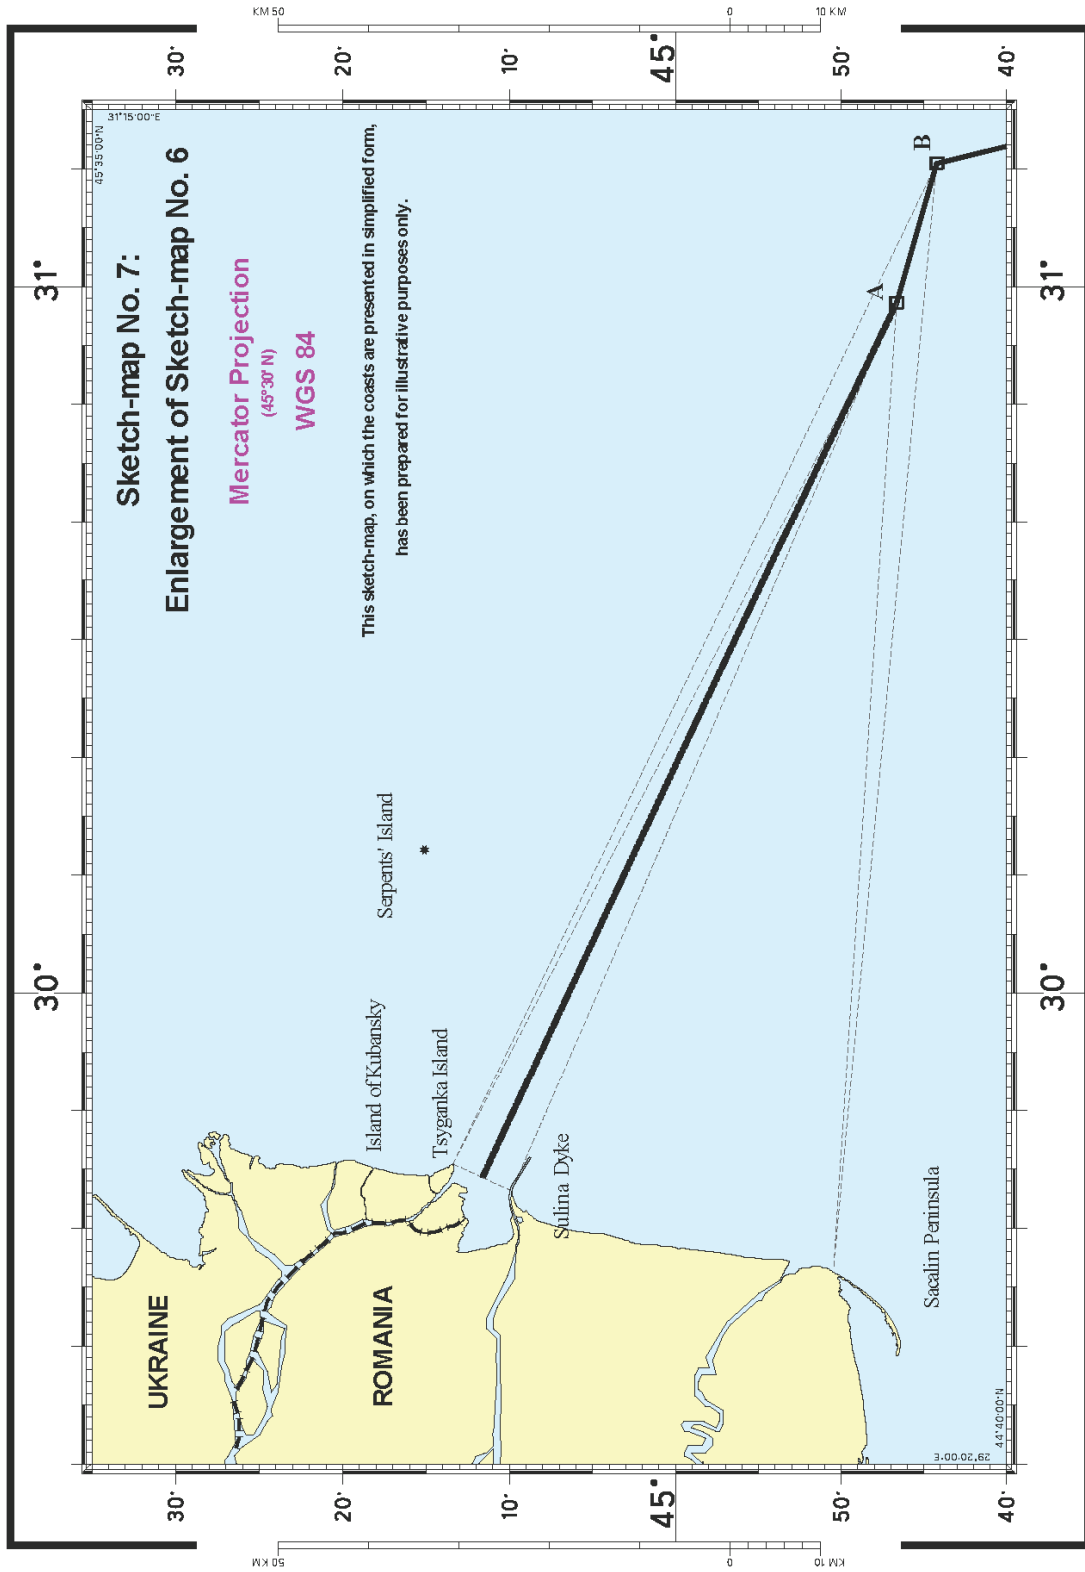 Sketch-map No. 7:
Enlargement of Sketch-map No. 6
Mercator Projection
(45°30' N)
WGS 84
This sketch-map, on which the coasts are presented in simplified form,
has been prepared for illustrative purposes only.
45°35'00"N
31°15'00"E
29°20'00"E
44°40'00"N
30°
31°
30'
20'
10'
45°
50'
40'
30'
20'
10'
45°
50'
40'
30°
31°
UKRAINE
ROMANIA
Island of Kubansky
Tsyganka Island
Serpents' Island
Sulina Dyke
Sacalin Peninsula
A
B
KM 50
0
10 KM
50 KM
0
KM 10